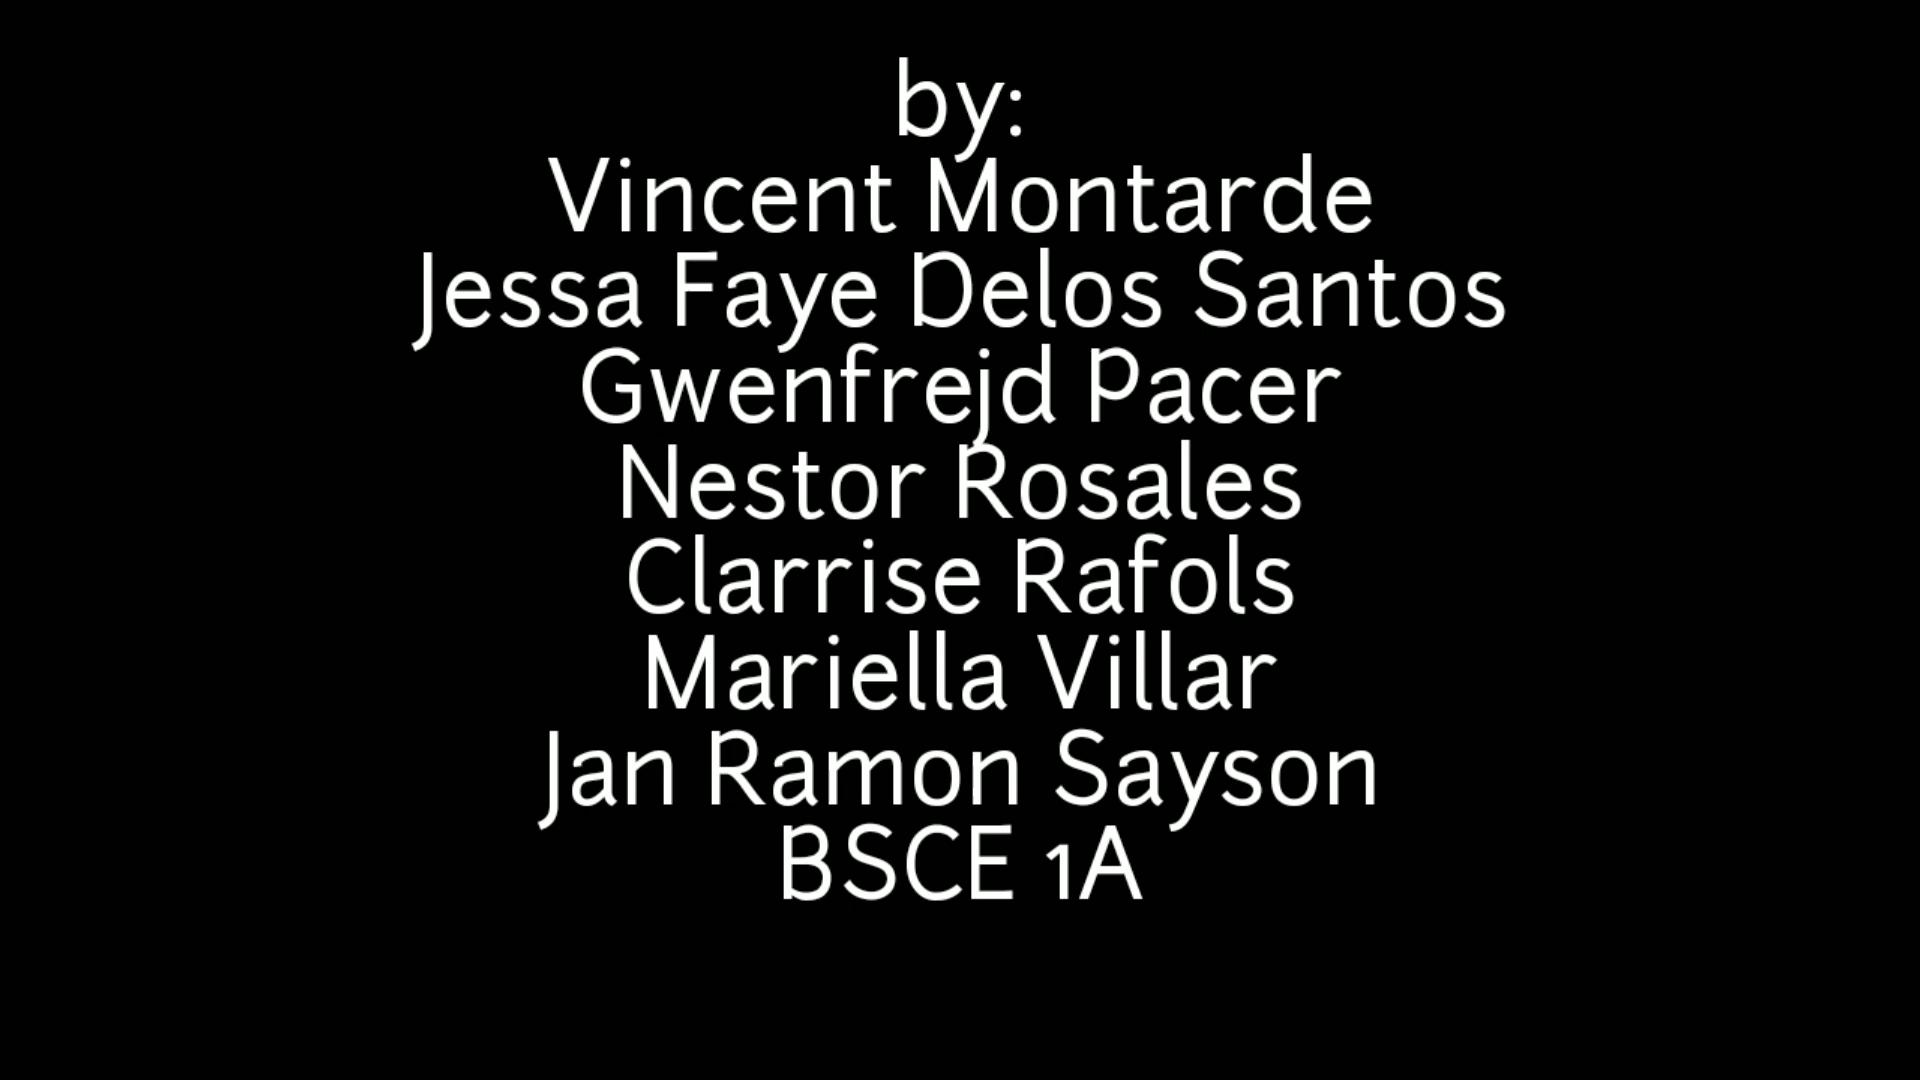 by:
Vincent Montarde
Jessa Faye Delos Santos
Gwenfrejd Pacer
Nestor Rosales
Clarrise Rafols
Mariella Villar
Jan Ramon Sayson
BSCE 1A